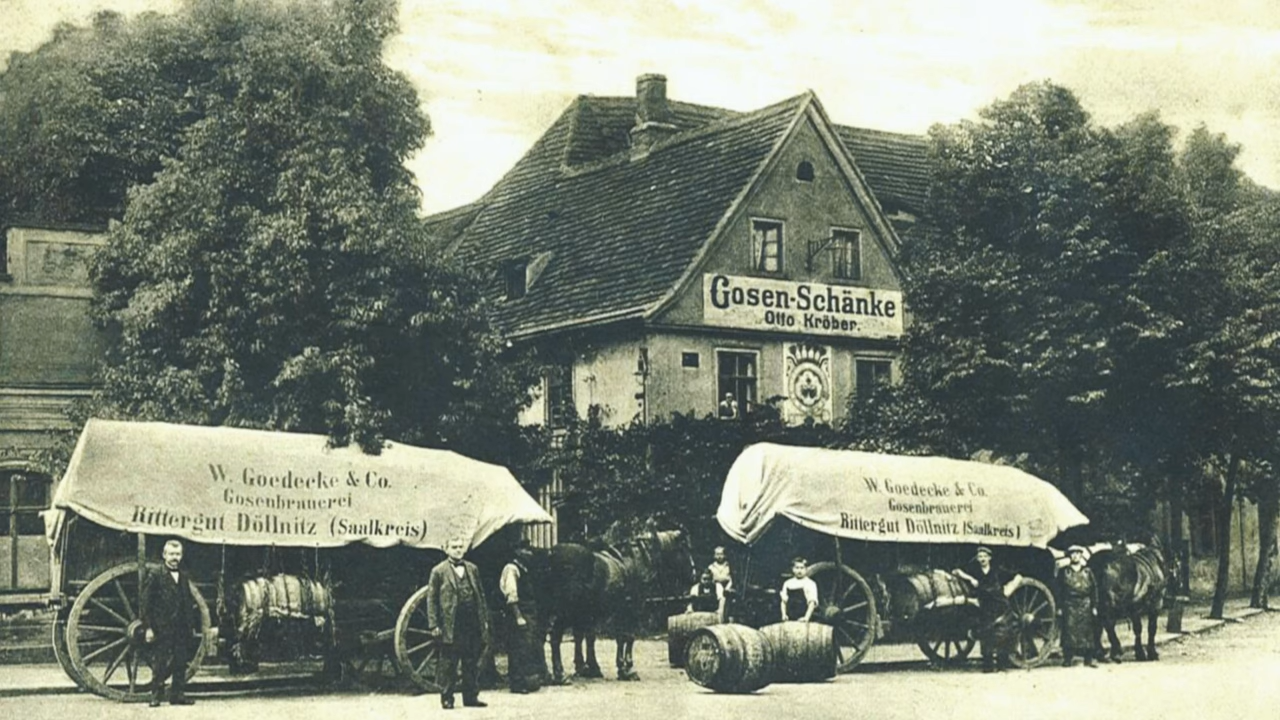 Gosen-Schänke
Otto Kröber.
W. Goedecke & Co.
Gosenbrauerei
Rittergut Döllnitz (Saalkreis)
W. Goedecke & Co.
Gosenbrauerei
Rittergut Döllnitz (Saalkreis)